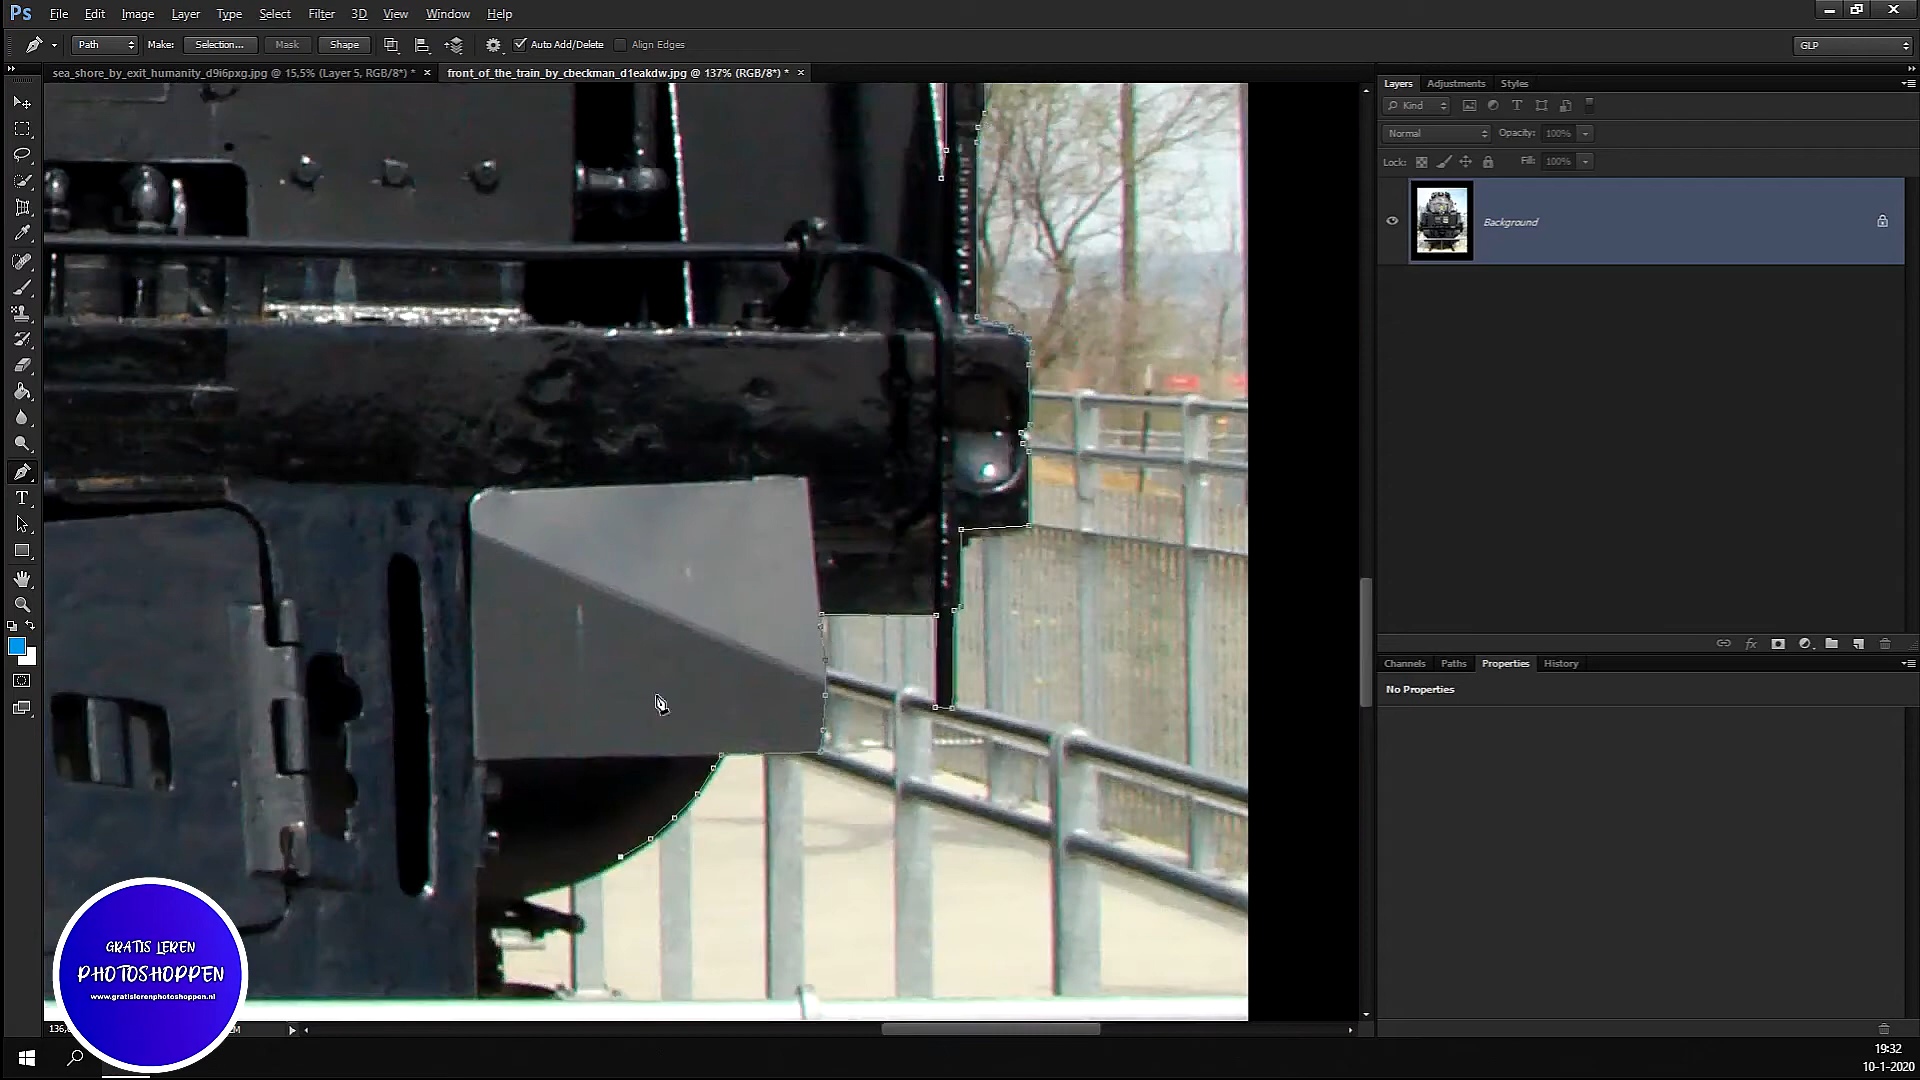 Ps File Edit Image Layer Type Select Filter 3D View Window Help
Path Make: Selection... Mask Shape Auto Add/Delete Align Edges GLP
sea_shore_by_exit_humanity_d9i6pxg.jpg @ 15,5% (Layer 5, RGB/8*) * × front_of_the_train_by_cbeckman_d1eakdw.jpg @ 137% (RGB/8*) * ×
Layers Adjustments Styles
Kind
Normal Opacity: 100%
Lock: Fill: 100%
Background
fx
Channels Paths Properties History
No Properties
GRATIS LEREN
PHOTOSHOPPEN
www.gratislerenphotoshoppen.nl
19:32
10-1-2020